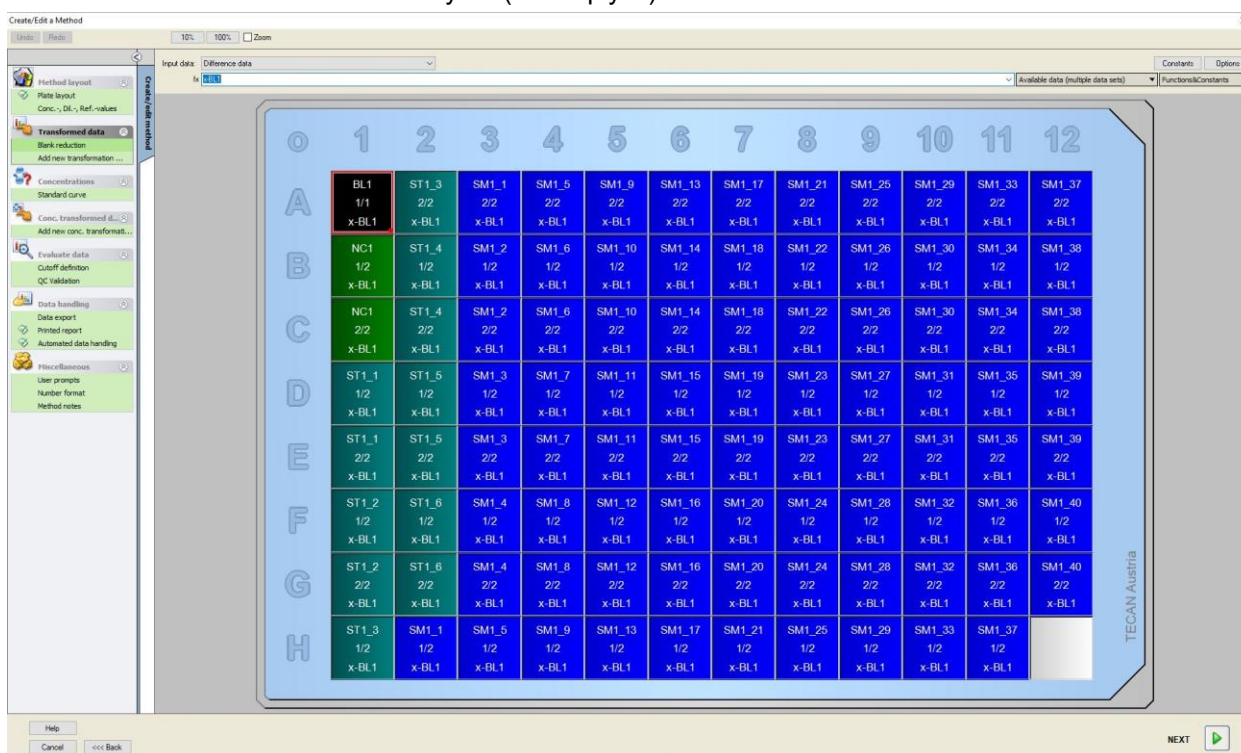 Create/Edit a Method
Undo Redo 10% 100% Zoom
Input data: Difference data Constants Options
fx x-BL1 Available data (multiple data sets) Functions&Constants
Create/edit method
Method layout
Plate layout
Conc. -, Dil.-, Ref.-values
Transformed data
Blank reduction
Add new transformation ...
Concentrations
Standard curve
Conc. transformed d...
Add new conc. transformati...
Evaluate data
Cutoff definition
QC Validation
Data handling
Data export
Printed report
Automated data handling
Miscellaneous
User prompts
Number format
Method notes
o 1 2 3 4 5 6 7 8 9 10 11 12
A
BL1 ST1_3 SM1_1 SM1_5 SM1_9 SM1_13 SM1_17 SM1_21 SM1_25 SM1_29 SM1_33 SM1_37
1/1 2/2 2/2 2/2 2/2 2/2 2/2 2/2 2/2 2/2 2/2 2/2
x-BL1 x-BL1 x-BL1 x-BL1 x-BL1 x-BL1 x-BL1 x-BL1 x-BL1 x-BL1 x-BL1 x-BL1
B
NC1 ST1_4 SM1_2 SM1_6 SM1_10 SM1_14 SM1_18 SM1_22 SM1_26 SM1_30 SM1_34 SM1_38
1/2 1/2 1/2 1/2 1/2 1/2 1/2 1/2 1/2 1/2 1/2 1/2
x-BL1 x-BL1 x-BL1 x-BL1 x-BL1 x-BL1 x-BL1 x-BL1 x-BL1 x-BL1 x-BL1 x-BL1
C
NC1 ST1_4 SM1_2 SM1_6 SM1_10 SM1_14 SM1_18 SM1_22 SM1_26 SM1_30 SM1_34 SM1_38
2/2 2/2 2/2 2/2 2/2 2/2 2/2 2/2 2/2 2/2 2/2 2/2
x-BL1 x-BL1 x-BL1 x-BL1 x-BL1 x-BL1 x-BL1 x-BL1 x-BL1 x-BL1 x-BL1 x-BL1
D
ST1_1 ST1_5 SM1_3 SM1_7 SM1_11 SM1_15 SM1_19 SM1_23 SM1_27 SM1_31 SM1_35 SM1_39
1/2 1/2 1/2 1/2 1/2 1/2 1/2 1/2 1/2 1/2 1/2 1/2
x-BL1 x-BL1 x-BL1 x-BL1 x-BL1 x-BL1 x-BL1 x-BL1 x-BL1 x-BL1 x-BL1 x-BL1
E
ST1_1 ST1_5 SM1_3 SM1_7 SM1_11 SM1_15 SM1_19 SM1_23 SM1_27 SM1_31 SM1_35 SM1_39
2/2 2/2 2/2 2/2 2/2 2/2 2/2 2/2 2/2 2/2 2/2 2/2
x-BL1 x-BL1 x-BL1 x-BL1 x-BL1 x-BL1 x-BL1 x-BL1 x-BL1 x-BL1 x-BL1 x-BL1
F
ST1_2 ST1_6 SM1_4 SM1_8 SM1_12 SM1_16 SM1_20 SM1_24 SM1_28 SM1_32 SM1_36 SM1_40
1/2 1/2 1/2 1/2 1/2 1/2 1/2 1/2 1/2 1/2 1/2 1/2
x-BL1 x-BL1 x-BL1 x-BL1 x-BL1 x-BL1 x-BL1 x-BL1 x-BL1 x-BL1 x-BL1 x-BL1
G
ST1_2 ST1_6 SM1_4 SM1_8 SM1_12 SM1_16 SM1_20 SM1_24 SM1_28 SM1_32 SM1_36 SM1_40
2/2 2/2 2/2 2/2 2/2 2/2 2/2 2/2 2/2 2/2 2/2 2/2
x-BL1 x-BL1 x-BL1 x-BL1 x-BL1 x-BL1 x-BL1 x-BL1 x-BL1 x-BL1 x-BL1 x-BL1
H
ST1_3 SM1_1 SM1_5 SM1_9 SM1_13 SM1_17 SM1_21 SM1_25 SM1_29 SM1_33 SM1_37
1/2 1/2 1/2 1/2 1/2 1/2 1/2 1/2 1/2 1/2 1/2
x-BL1 x-BL1 x-BL1 x-BL1 x-BL1 x-BL1 x-BL1 x-BL1 x-BL1 x-BL1 x-BL1
TECAN Austria
Help
Cancel <<< Back
NEXT